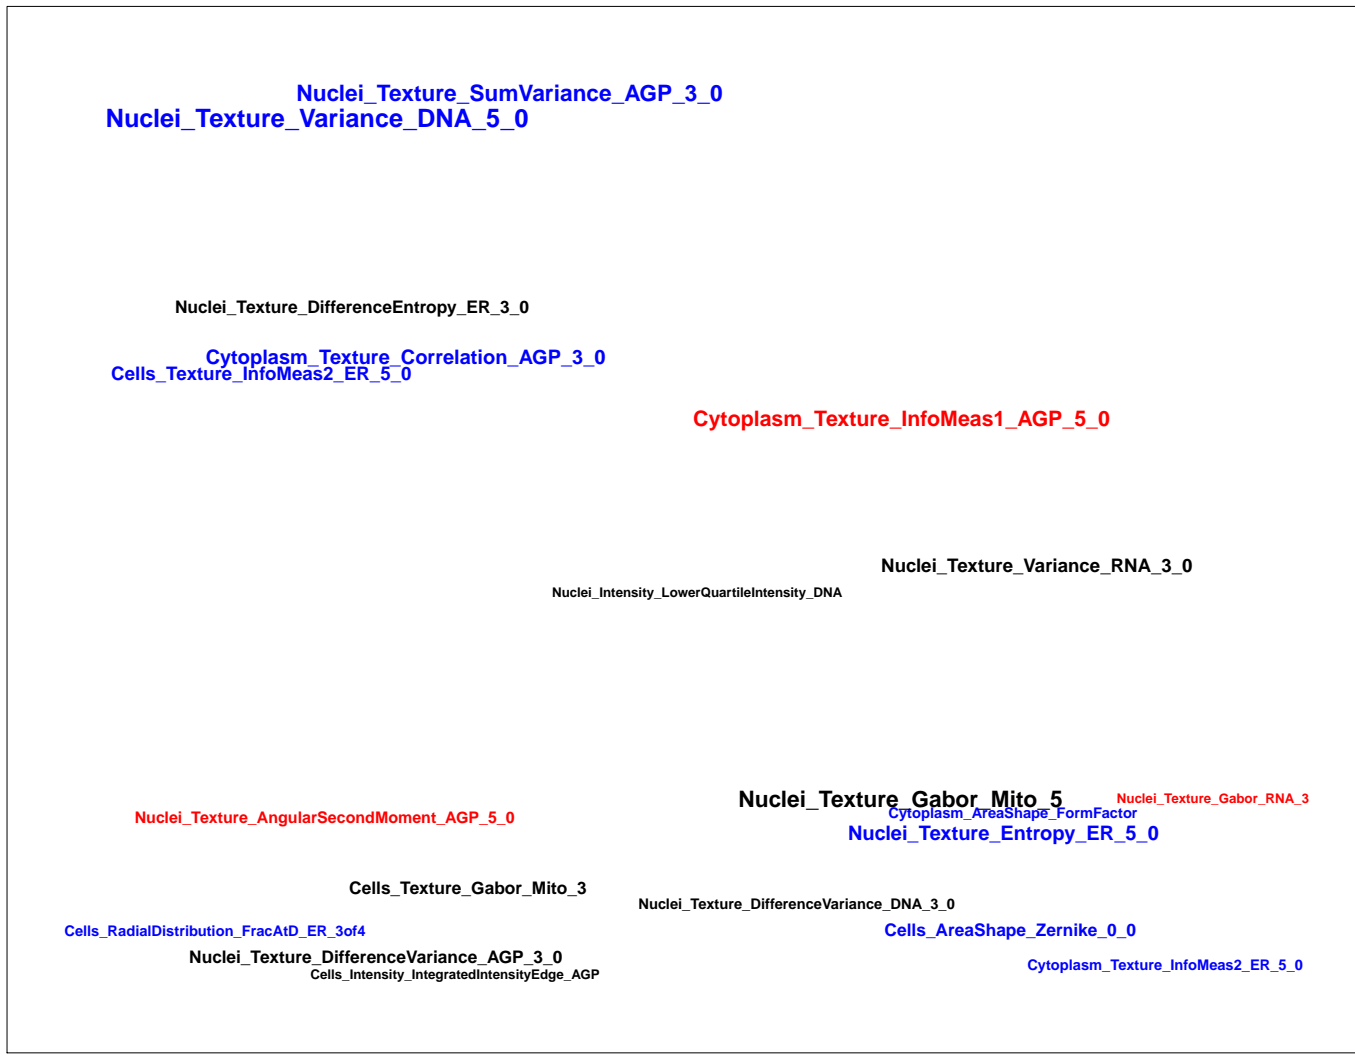 Nuclei_Texture_SumVariance_AGP_3_0
Nuclei_Texture_Variance_DNA_5_0
Nuclei_Texture_DifferenceEntropy_ER_3_0
Cytoplasm_Texture_Correlation_AGP_3_0
Cells_Texture_InfoMeas2_ER_5_0
Cytoplasm_Texture_InfoMeas1_AGP_5_0
Nuclei_Texture_Variance_RNA_3_0
Nuclei_Intensity_LowerQuartileIntensity_DNA
Nuclei_Texture_Gabor_Mito_5
Nuclei_Texture_Gabor_RNA_3
Cytoplasm_AreaShape_FormFactor
Nuclei_Texture_AngularSecondMoment_AGP_5_0
Nuclei_Texture_Entropy_ER_5_0
Cells_Texture_Gabor_Mito_3
Nuclei_Texture_DifferenceVariance_DNA_3_0
Cells_RadialDistribution_FracAtD_ER_3of4
Cells_AreaShape_Zernike_0_0
Nuclei_Texture_DifferenceVariance_AGP_3_0
Cytoplasm_Texture_InfoMeas2_ER_5_0
Cells_Intensity_IntegratedIntensityEdge_AGP